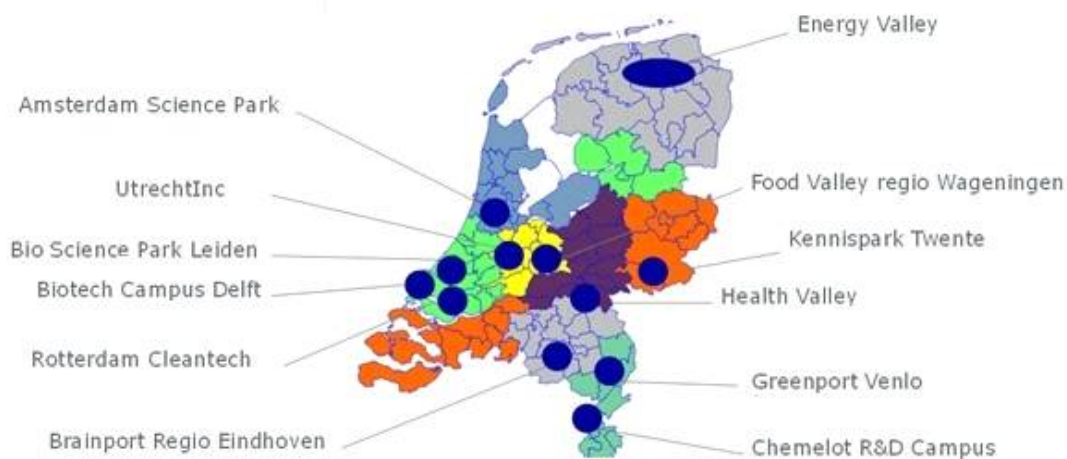 Energy Valley
Amsterdam Science Park
UtrechtInc
Food Valley regio Wageningen
Bio Science Park Leiden
Kennispark Twente
Biotech Campus Delft
Health Valley
Rotterdam Cleantech
Greenport Venlo
Brainport Regio Eindhoven
Chemelot R&D Campus